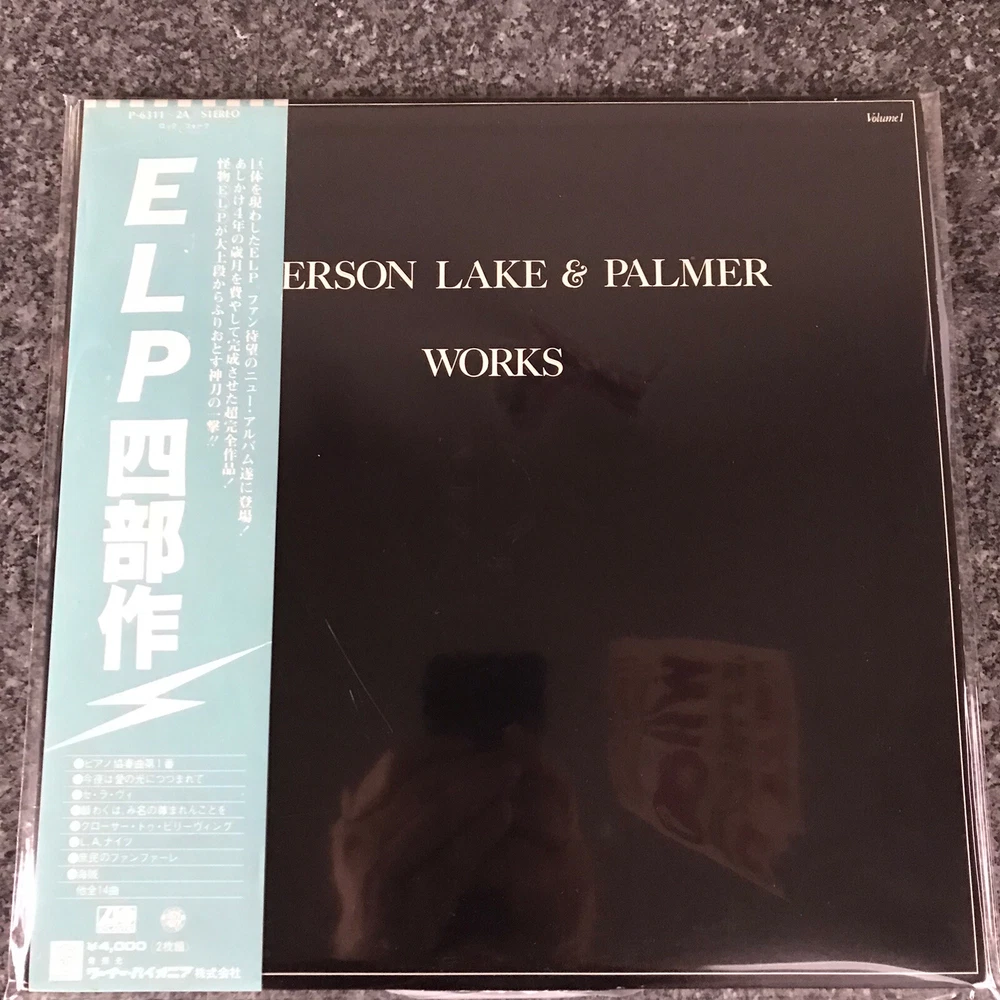 P-6311~2A STEREO
ロック・フォーク
巨体を現わしたELP ファン待望のニュー・アルバム遂に登場!
あしかけ4年の歳月を費やして完成させた超完全作品!
怪物ELPが大上段からふりおとす神刀の一撃!!
ELP四部作
Volume 1
ERSON LAKE & PALMER
WORKS
●ピアノ協奏曲第1番
●今夜は愛の光につつまれて
●セ・ラ・ヴィ
●願わくば、み名の尊まれんことを
●クローサー・トゥ・ビリーヴィング
●L.A.ナイツ
●庶民のファンファーレ
●海賊
他全14曲
¥4,000 (2枚組)
発売元
ワーナー・パイオニア株式会社